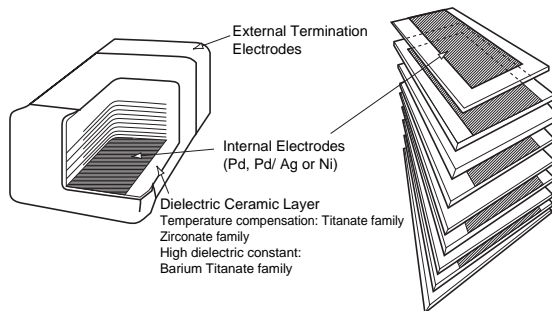 External Termination
Electrodes
Internal Electrodes
(Pd, Pd/ Ag or Ni)
Dielectric Ceramic Layer
Temperature compensation: Titanate family
Zirconate family
High dielectric constant:
Barium Titanate family